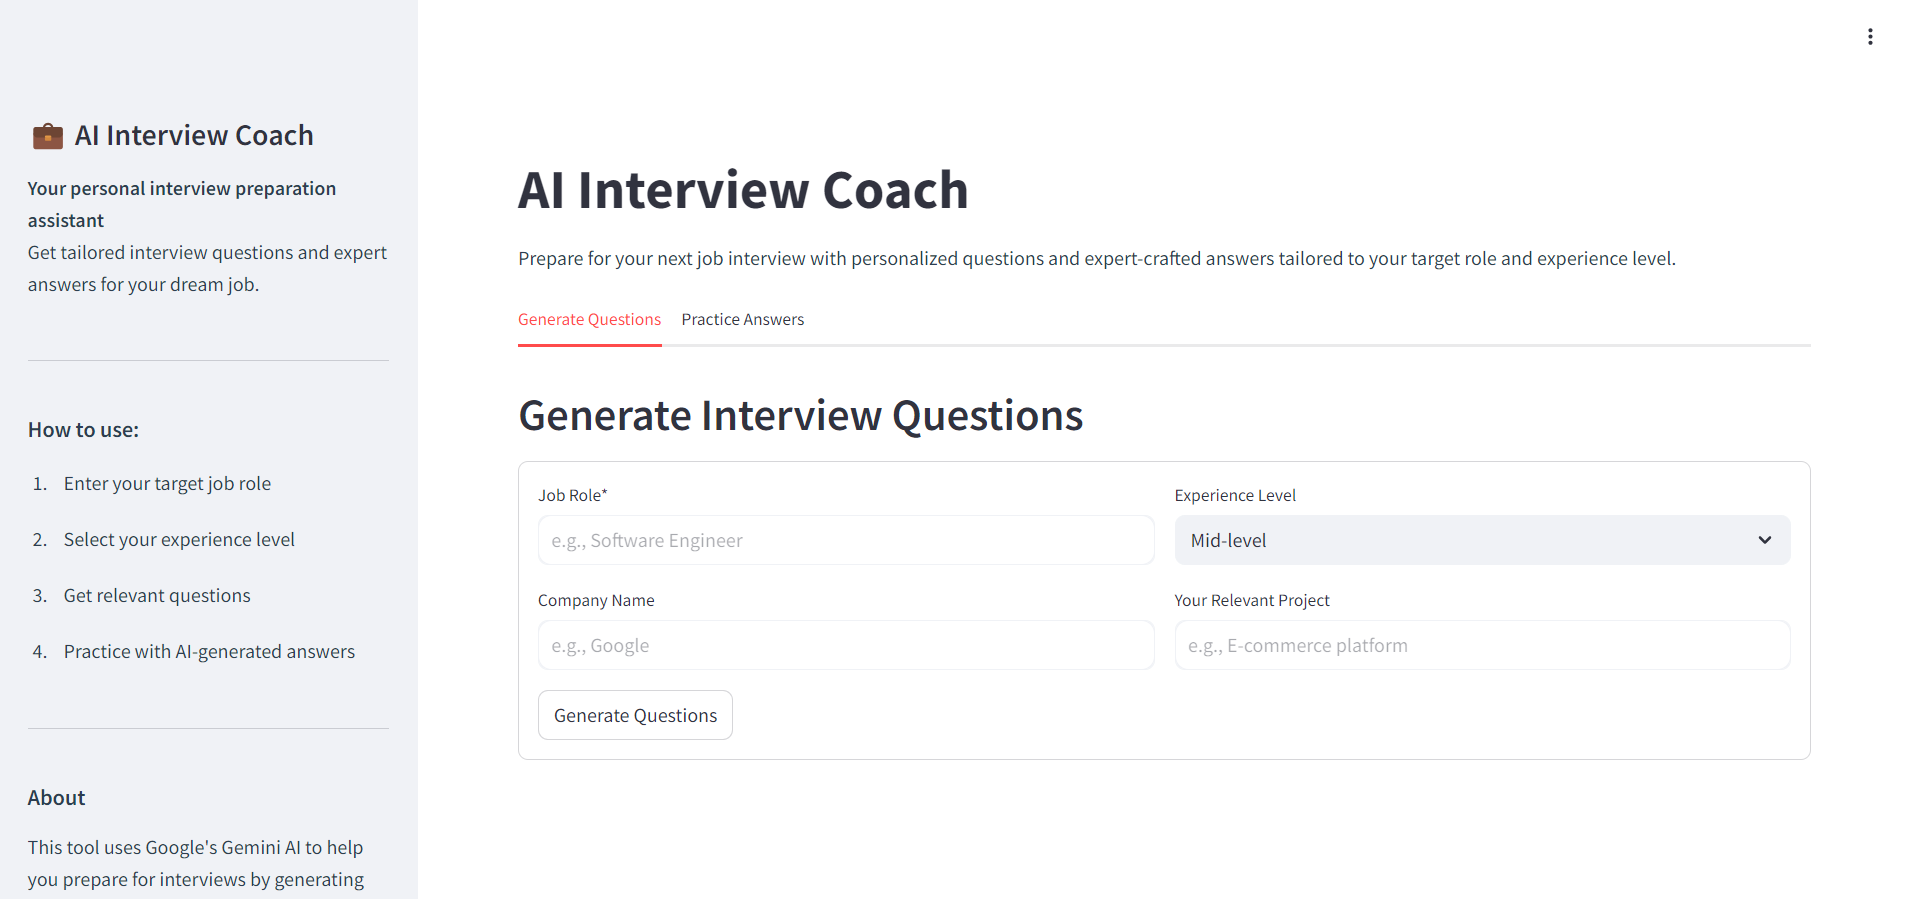 AI Interview Coach
Your personal interview preparation
assistant
Get tailored interview questions and expert
answers for your dream job.
How to use:
1. Enter your target job role
2. Select your experience level
3. Get relevant questions
4. Practice with AI-generated answers
About
This tool uses Google's Gemini AI to help
you prepare for interviews by generating
AI Interview Coach
Prepare for your next job interview with personalized questions and expert-crafted answers tailored to your target role and experience level.
Generate Questions Practice Answers
Generate Interview Questions
Job Role* Experience Level
e.g., Software Engineer Mid-level
Company Name Your Relevant Project
e.g., Google e.g., E-commerce platform
Generate Questions